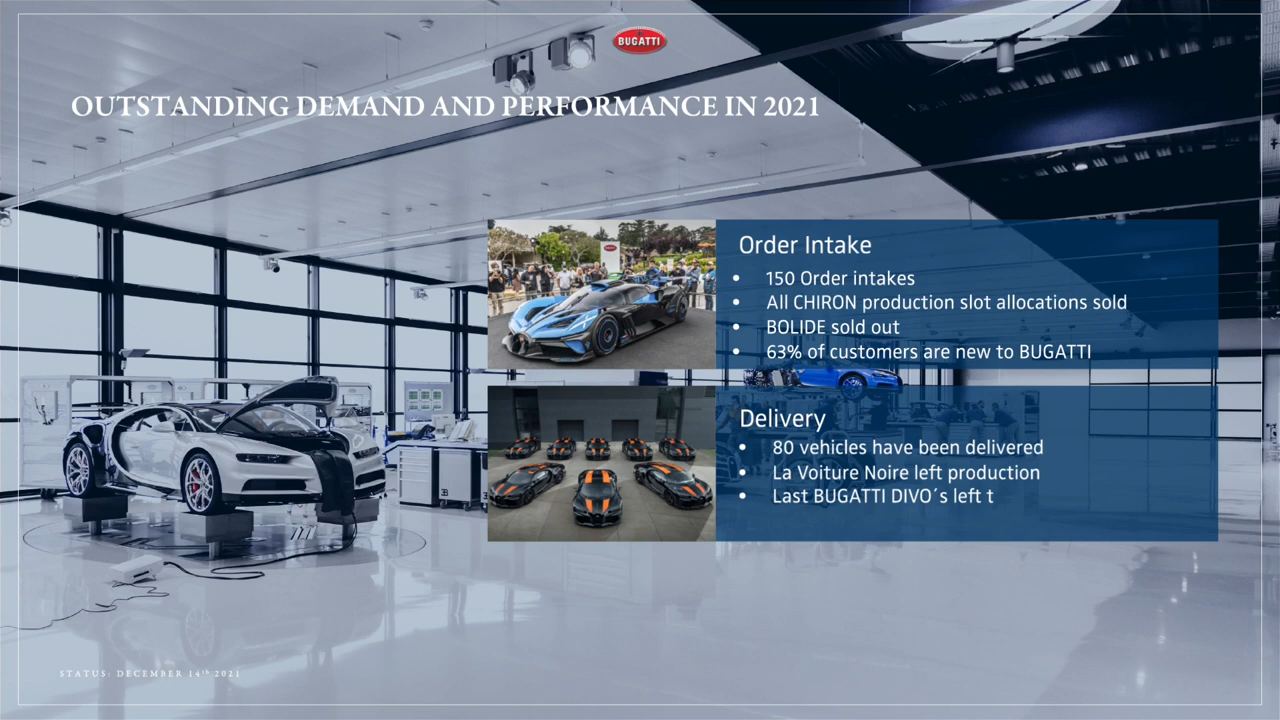 BUGATTI
OUTSTANDING DEMAND AND PERFORMANCE IN 2021
Order Intake
• 150 Order intakes
• All CHIRON production slot allocations sold
• BOLIDE sold out
• 63% of customers are new to BUGATTI
Delivery
• 80 vehicles have been delivered
• La Voiture Noire left production
• Last BUGATTI DIVO´s left t
STATUS: DECEMBER 14th 2021